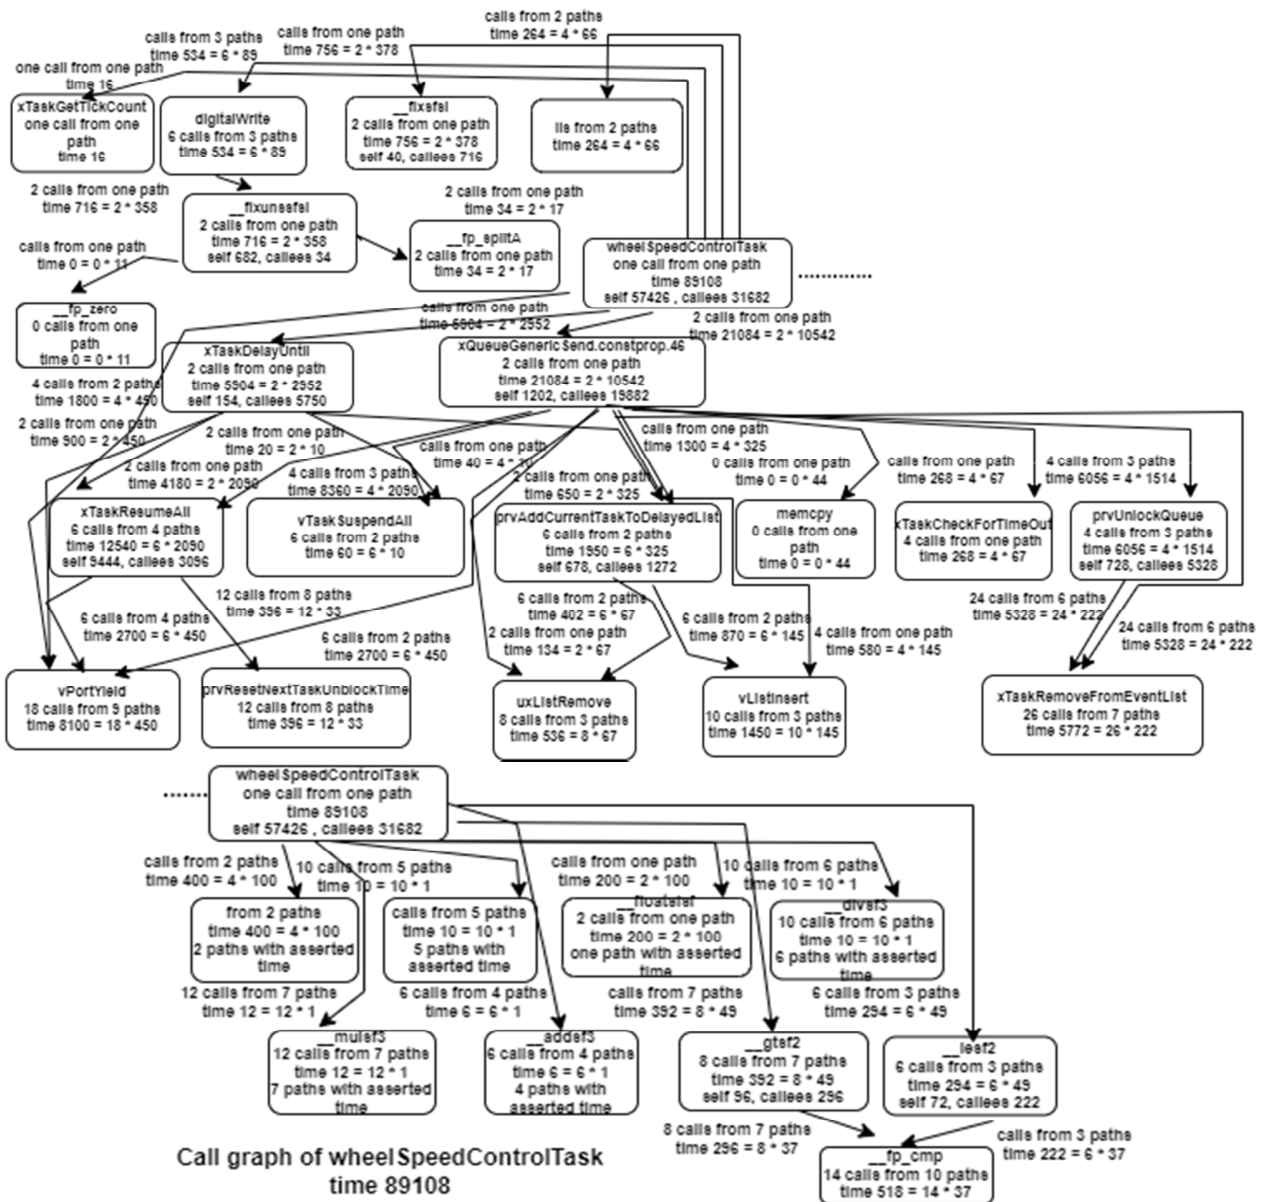 calls from 2 paths
time 264 = 4 * 66
calls from 3 paths
time 534 = 6 * 89
calls from one path
time 756 = 2 * 378
one call from one path
time 16
xTaskGetTickCount
one call from one
path
time 16
digitalWrite
6 calls from 3 paths
time 534 = 6 * 89
__fixsfsi
2 calls from one path
time 756 = 2 * 378
self 40, callees 716
lls from 2 paths
time 264 = 4 * 66
2 calls from one path
time 716 = 2 * 358
__fixunssfsi
2 calls from one path
time 716 = 2 * 358
self 682, callees 34
2 calls from one path
time 34 = 2 * 17
__fp_splitA
2 calls from one path
time 34 = 2 * 17
wheelSpeedControlTask
one call from one path
time 89108
self 57426 , callees 31682
calls from one path
time 0 = 0 * 11
__fp_zero
0 calls from one
path
time 0 = 0 * 11
calls from one path
time 5904 = 2 * 2952
2 calls from one path
time 21084 = 2 * 10542
xTaskDelayUntil
2 calls from one path
time 5904 = 2 * 2952
self 154, callees 5750
xQueueGenericSend.constprop.46
2 calls from one path
time 21084 = 2 * 10542
self 1202, callees 19882
4 calls from 2 paths
time 1800 = 4 * 450
2 calls from one path
time 900 = 2 * 450
2 calls from one path
time 20 = 2 * 10
2 calls from one path
time 4180 = 2 * 2090
4 calls from 3 paths
time 8360 = 4 * 2090
calls from one path
time 40 = 4 * 10
2 calls from one path
time 650 = 2 * 325
calls from one path
time 1300 = 4 * 325
0 calls from one path
time 0 = 0 * 44
calls from one path
time 268 = 4 * 67
4 calls from 3 paths
time 6056 = 4 * 1514
xTaskResumeAll
6 calls from 4 paths
time 12540 = 6 * 2090
self 9444, callees 3096
vTaskSuspendAll
6 calls from 2 paths
time 60 = 6 * 10
prvAddCurrentTaskToDelayedList
6 calls from 2 paths
time 1950 = 6 * 325
self 678, callees 1272
memcpy
0 calls from one
path
time 0 = 0 * 44
xTaskCheckForTimeOut
4 calls from one path
time 268 = 4 * 67
prvUnlockQueue
4 calls from 3 paths
time 6056 = 4 * 1514
self 728, callees 5328
6 calls from 4 paths
time 2700 = 6 * 450
12 calls from 8 paths
time 396 = 12 * 33
6 calls from 2 paths
time 2700 = 6 * 450
6 calls from 2 paths
time 402 = 6 * 67
2 calls from one path
time 134 = 2 * 67
6 calls from 2 paths
time 870 = 6 * 145
4 calls from one path
time 580 = 4 * 145
24 calls from 6 paths
time 5328 = 24 * 222
24 calls from 6 paths
time 5328 = 24 * 222
vPortYield
18 calls from 9 paths
time 8100 = 18 * 450
prvResetNextTaskUnblockTime
12 calls from 8 paths
time 396 = 12 * 33
uxListRemove
8 calls from 3 paths
time 536 = 8 * 67
vListInsert
10 calls from 3 paths
time 1450 = 10 * 145
xTaskRemoveFromEventList
26 calls from 7 paths
time 5772 = 26 * 222
wheelSpeedControlTask
one call from one path
time 89108
self 57426 , callees 31682
calls from 2 paths
time 400 = 4 * 100
10 calls from 5 paths
time 10 = 10 * 1
calls from one path
time 200 = 2 * 100
10 calls from 6 paths
time 10 = 10 * 1
from 2 paths
time 400 = 4 * 100
2 paths with asserted
time
calls from 5 paths
time 10 = 10 * 1
5 paths with
asserted time
__floatsisf
2 calls from one path
time 200 = 2 * 100
one path with asserted
time
__divsf3
10 calls from 6 paths
time 10 = 10 * 1
6 paths with asserted
time
12 calls from 7 paths
time 12 = 12 * 1
6 calls from 4 paths
time 6 = 6 * 1
calls from 7 paths
time 392 = 8 * 49
6 calls from 3 paths
time 294 = 6 * 49
__mulsf3
12 calls from 7 paths
time 12 = 12 * 1
7 paths with asserted
time
__addsf3
6 calls from 4 paths
time 6 = 6 * 1
4 paths with
asserted time
__gtsf2
8 calls from 7 paths
time 392 = 8 * 49
self 96, callees 296
__lesf2
6 calls from 3 paths
time 294 = 6 * 49
self 72, callees 222
8 calls from 7 paths
time 296 = 8 * 37
calls from 3 paths
time 222 = 6 * 37
__fp_cmp
14 calls from 10 paths
time 518 = 14 * 37
Call graph of wheelSpeedControlTask
time 89108